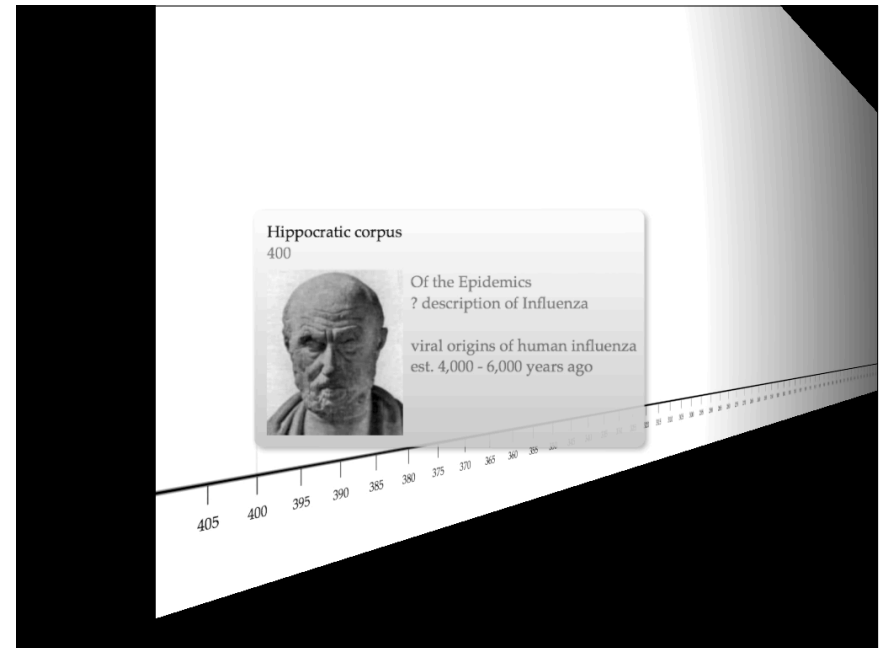 Hippocratic corpus
400
Of the Epidemics
? description of Influenza
viral origins of human influenza
est. 4,000 - 6,000 years ago
405 400 395 390 385 380 375 370 365 360 355